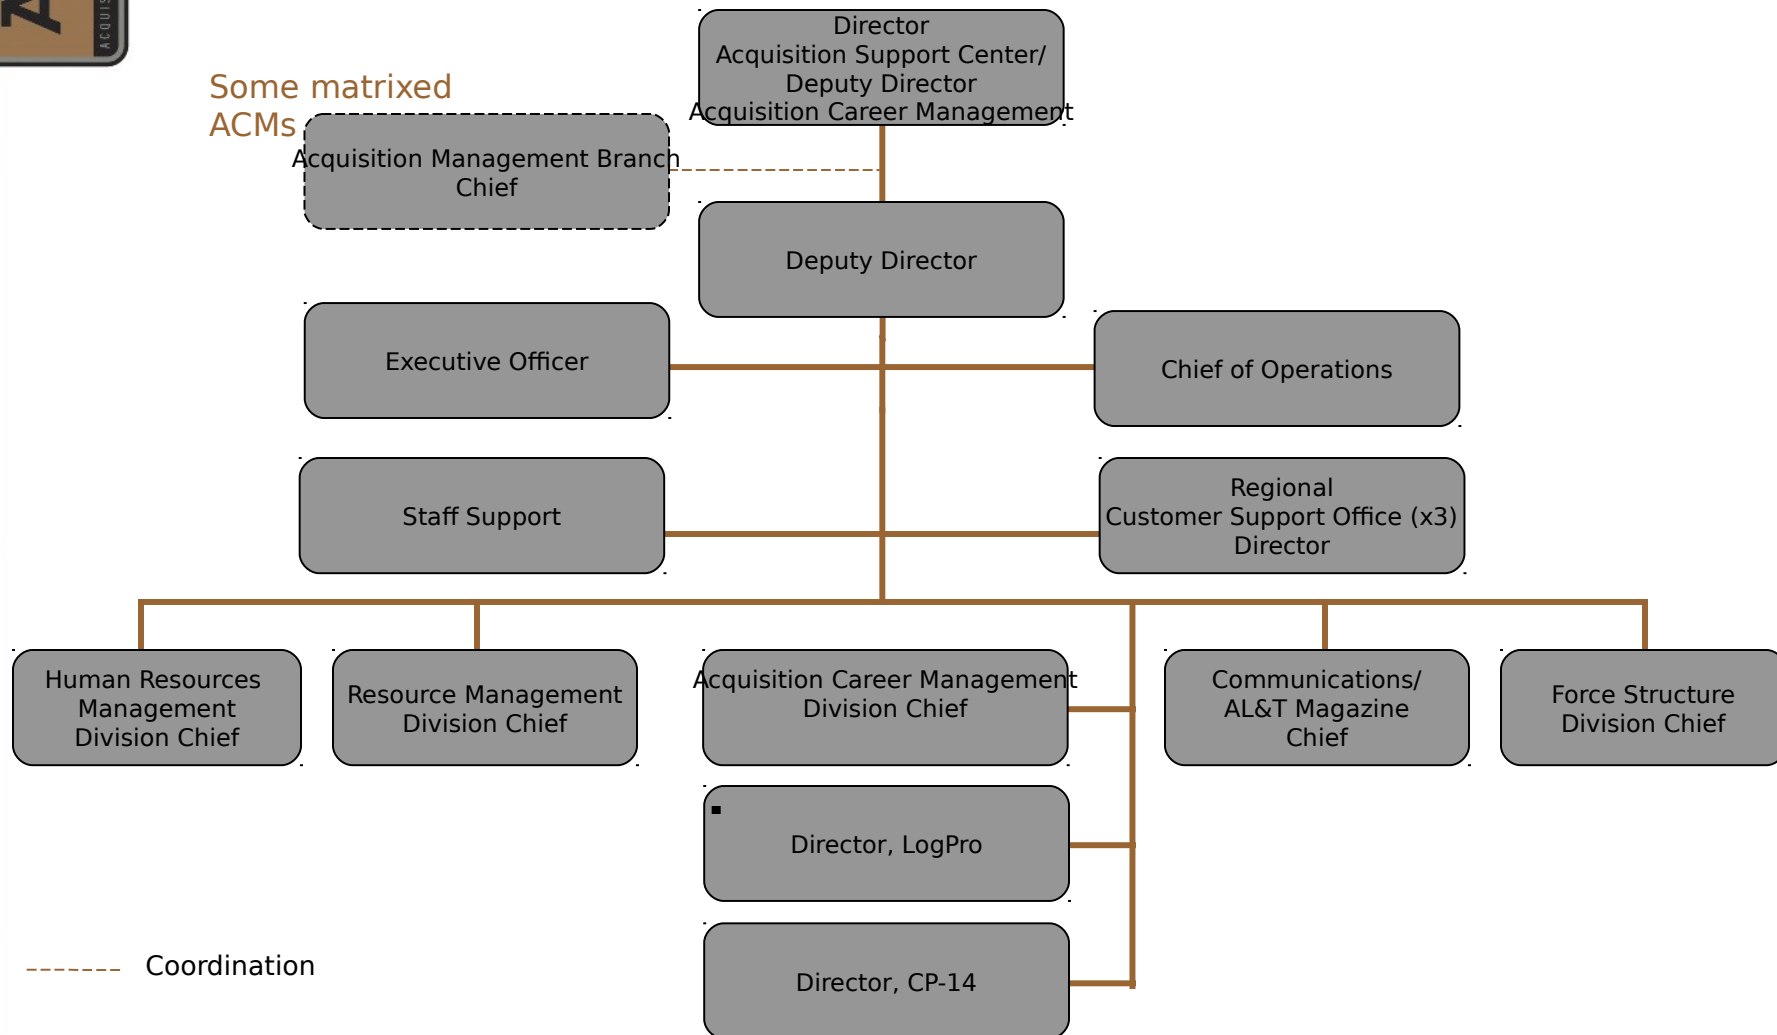 ACQUIS
Director
Acquisition Support Center/
Deputy Director
Acquisition Career Management
Some matrixed
ACMs
Acquisition Management Branch
Chief
Deputy Director
Executive Officer
Chief of Operations
Staff Support
Regional
Customer Support Office (x3)
Director
Human Resources
Management
Division Chief
Resource Management
Division Chief
Acquisition Career Management
Division Chief
Communications/
AL&T Magazine
Chief
Force Structure
Division Chief
Director, LogPro
Director, CP-14
Coordination